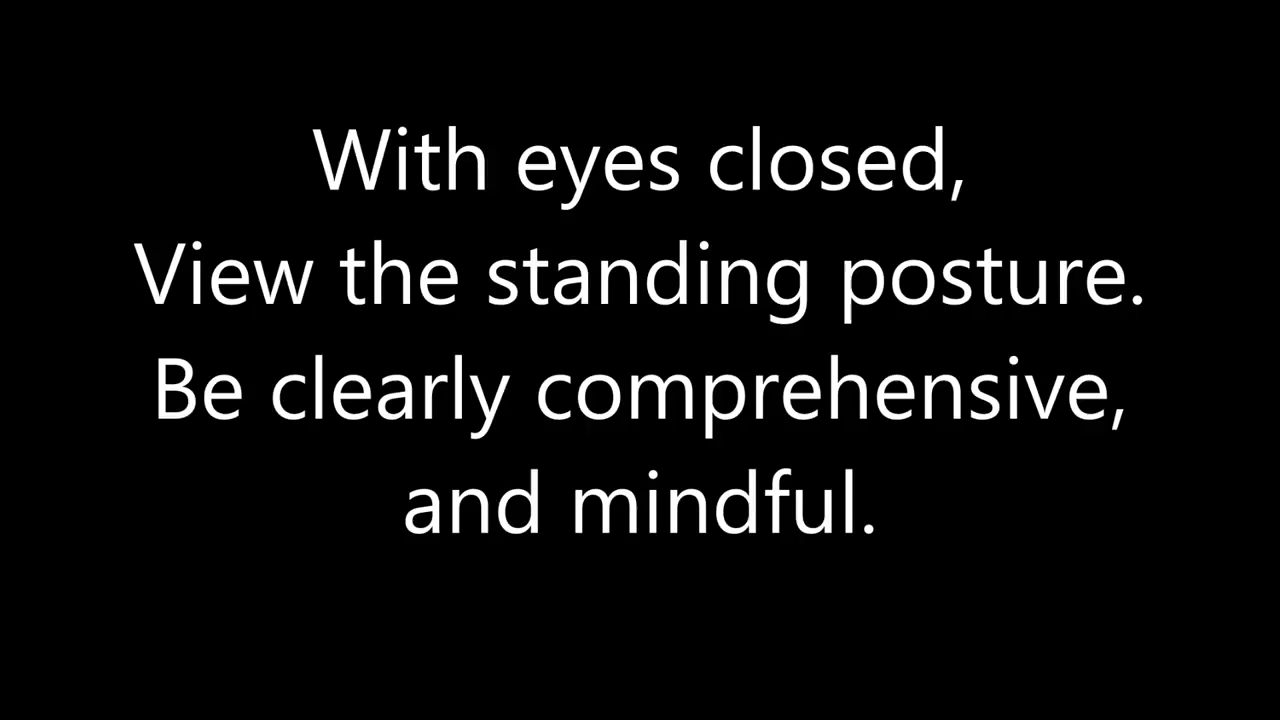 With eyes closed,
View the standing posture.
Be clearly comprehensive,
and mindful.